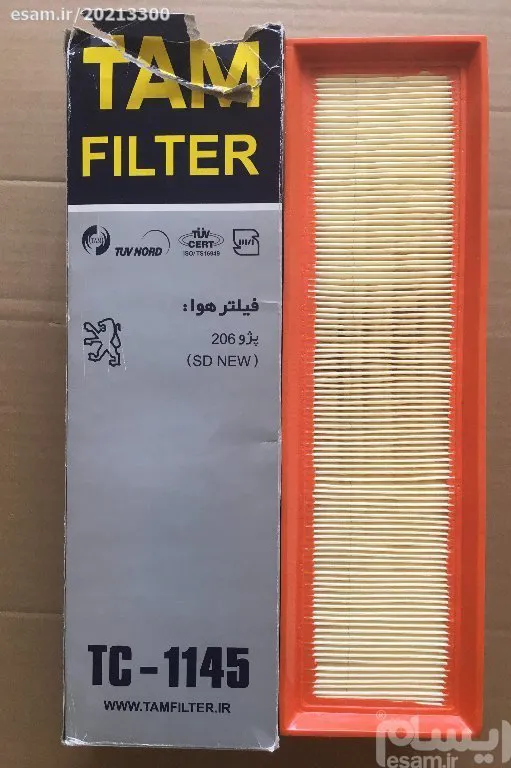 esam.ir/20213300
TAM
FILTER
TAM
TUV NORD
TÜV
CERT
ISO/TS16949
فیلتر هوا:
پژو 206
(SD NEW)
TC-1145
WWW.TAMFILTER.IR
ایسام
esam.ir